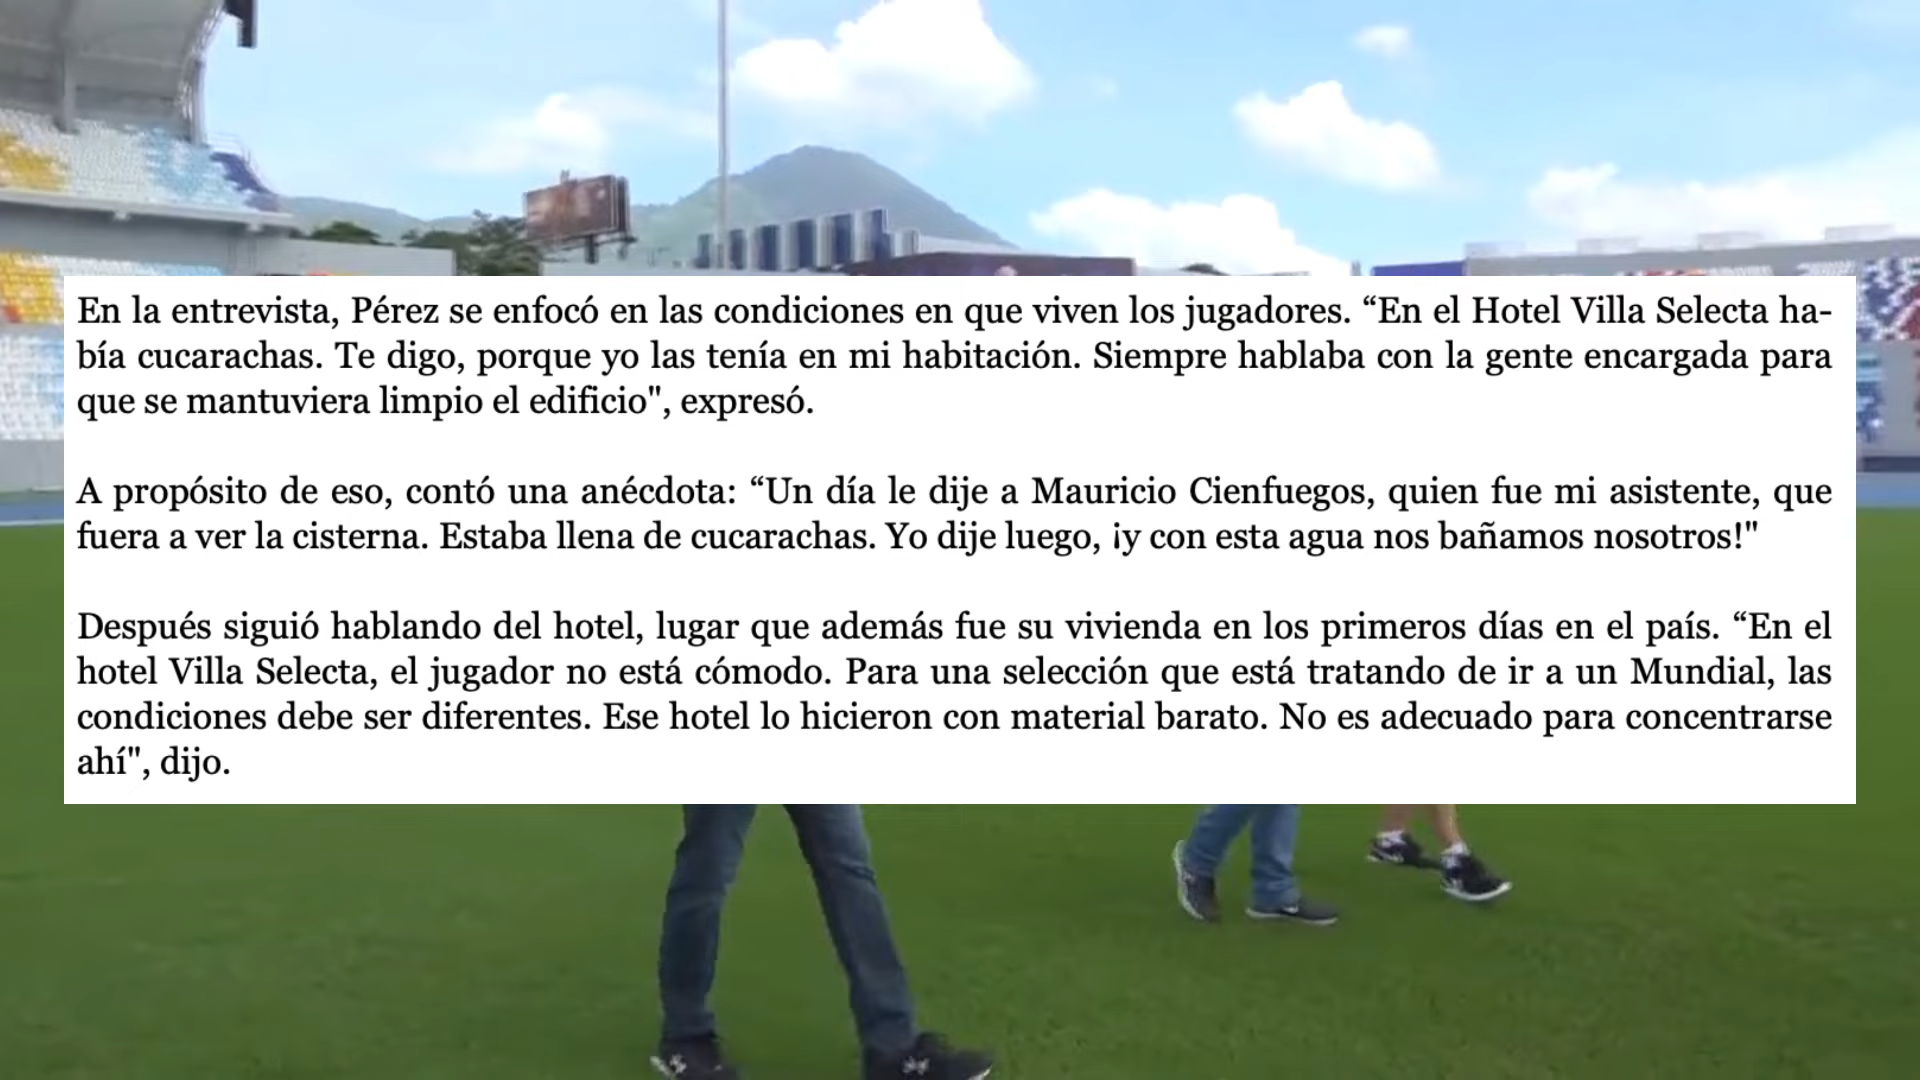 En la entrevista, Pérez se enfocó en las condiciones en que viven los jugadores. “En el Hotel Villa Selecta ha-
bía cucarachas. Te digo, porque yo las tenía en mi habitación. Siempre hablaba con la gente encargada para
que se mantuviera limpio el edificio", expresó.
A propósito de eso, contó una anécdota: “Un día le dije a Mauricio Cienfuegos, quien fue mi asistente, que
fuera a ver la cisterna. Estaba llena de cucarachas. Yo dije luego, ¡y con esta agua nos bañamos nosotros!"
Después siguió hablando del hotel, lugar que además fue su vivienda en los primeros días en el país. “En el
hotel Villa Selecta, el jugador no está cómodo. Para una selección que está tratando de ir a un Mundial, las
condiciones debe ser diferentes. Ese hotel lo hicieron con material barato. No es adecuado para concentrarse
ahí", dijo.